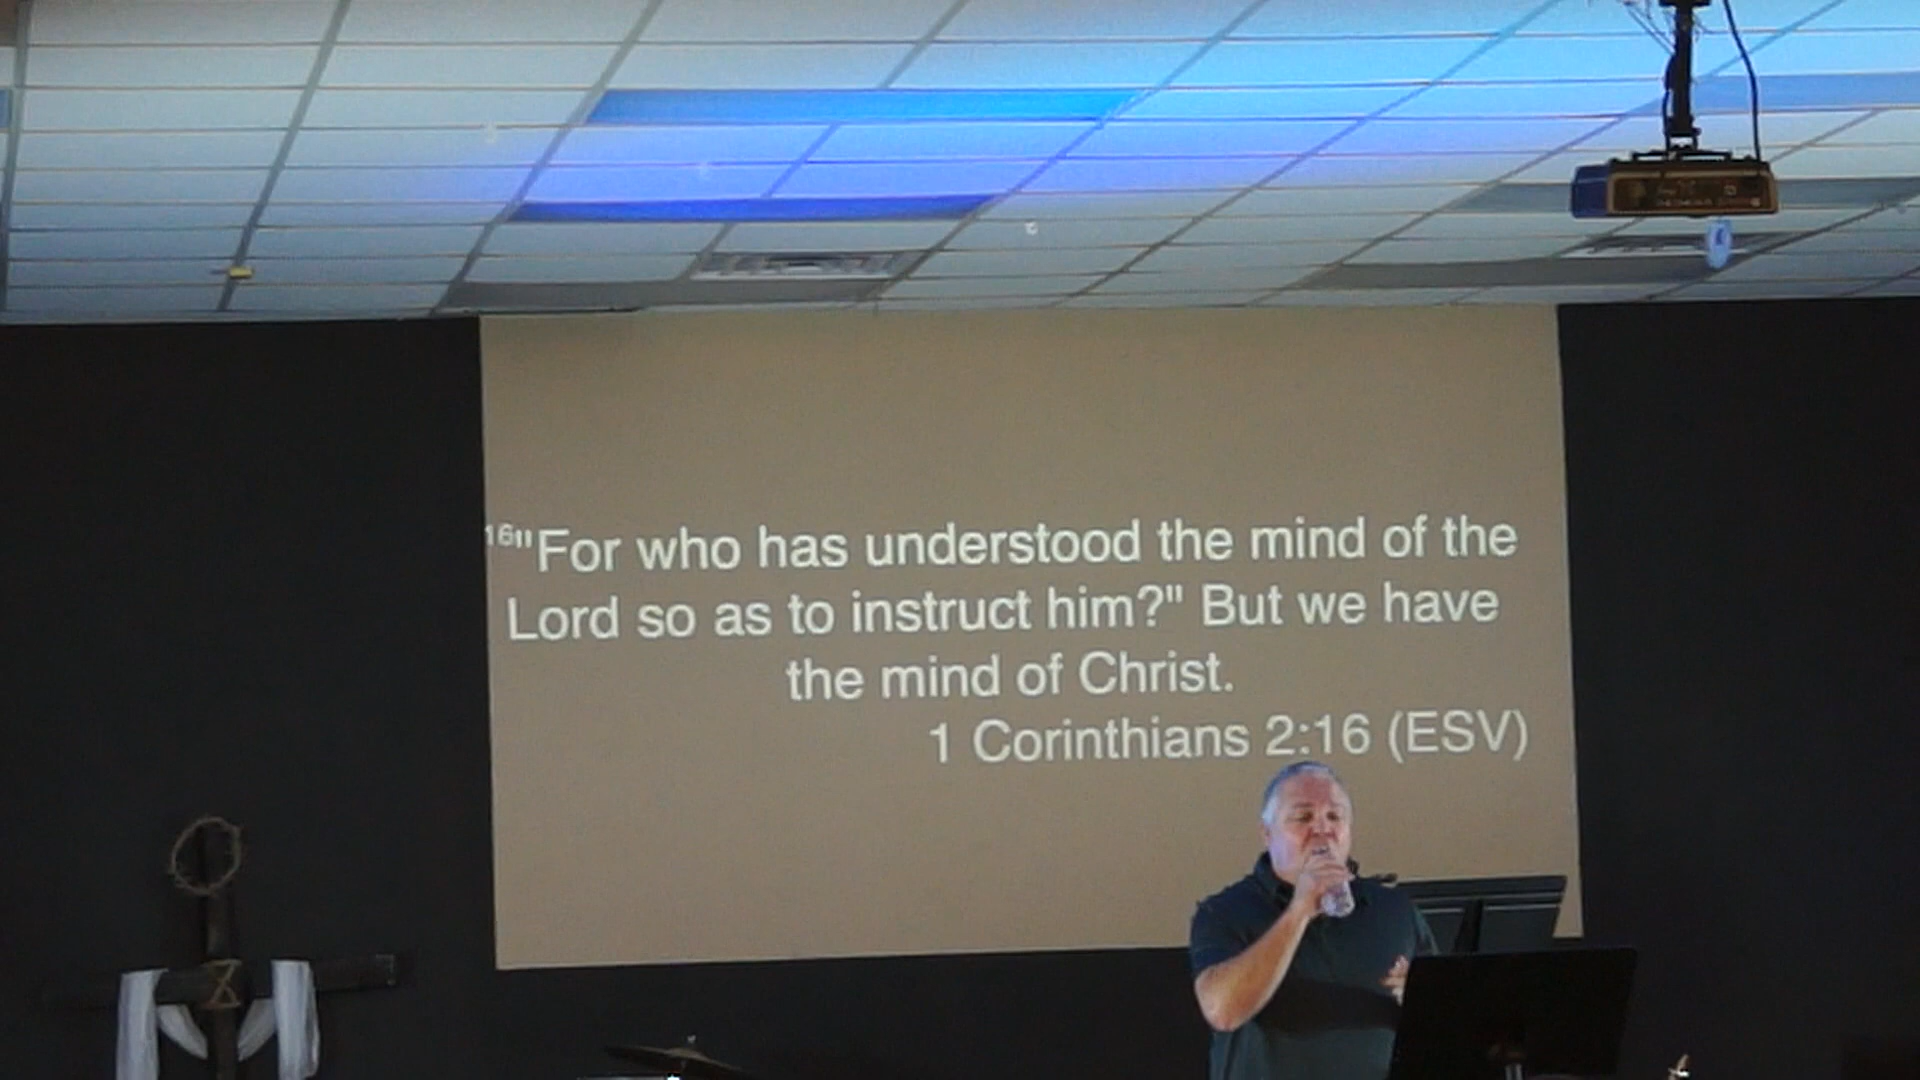 16"For who has understood the mind of the
Lord so as to instruct him?" But we have
the mind of Christ.
1 Corinthians 2:16 (ESV)